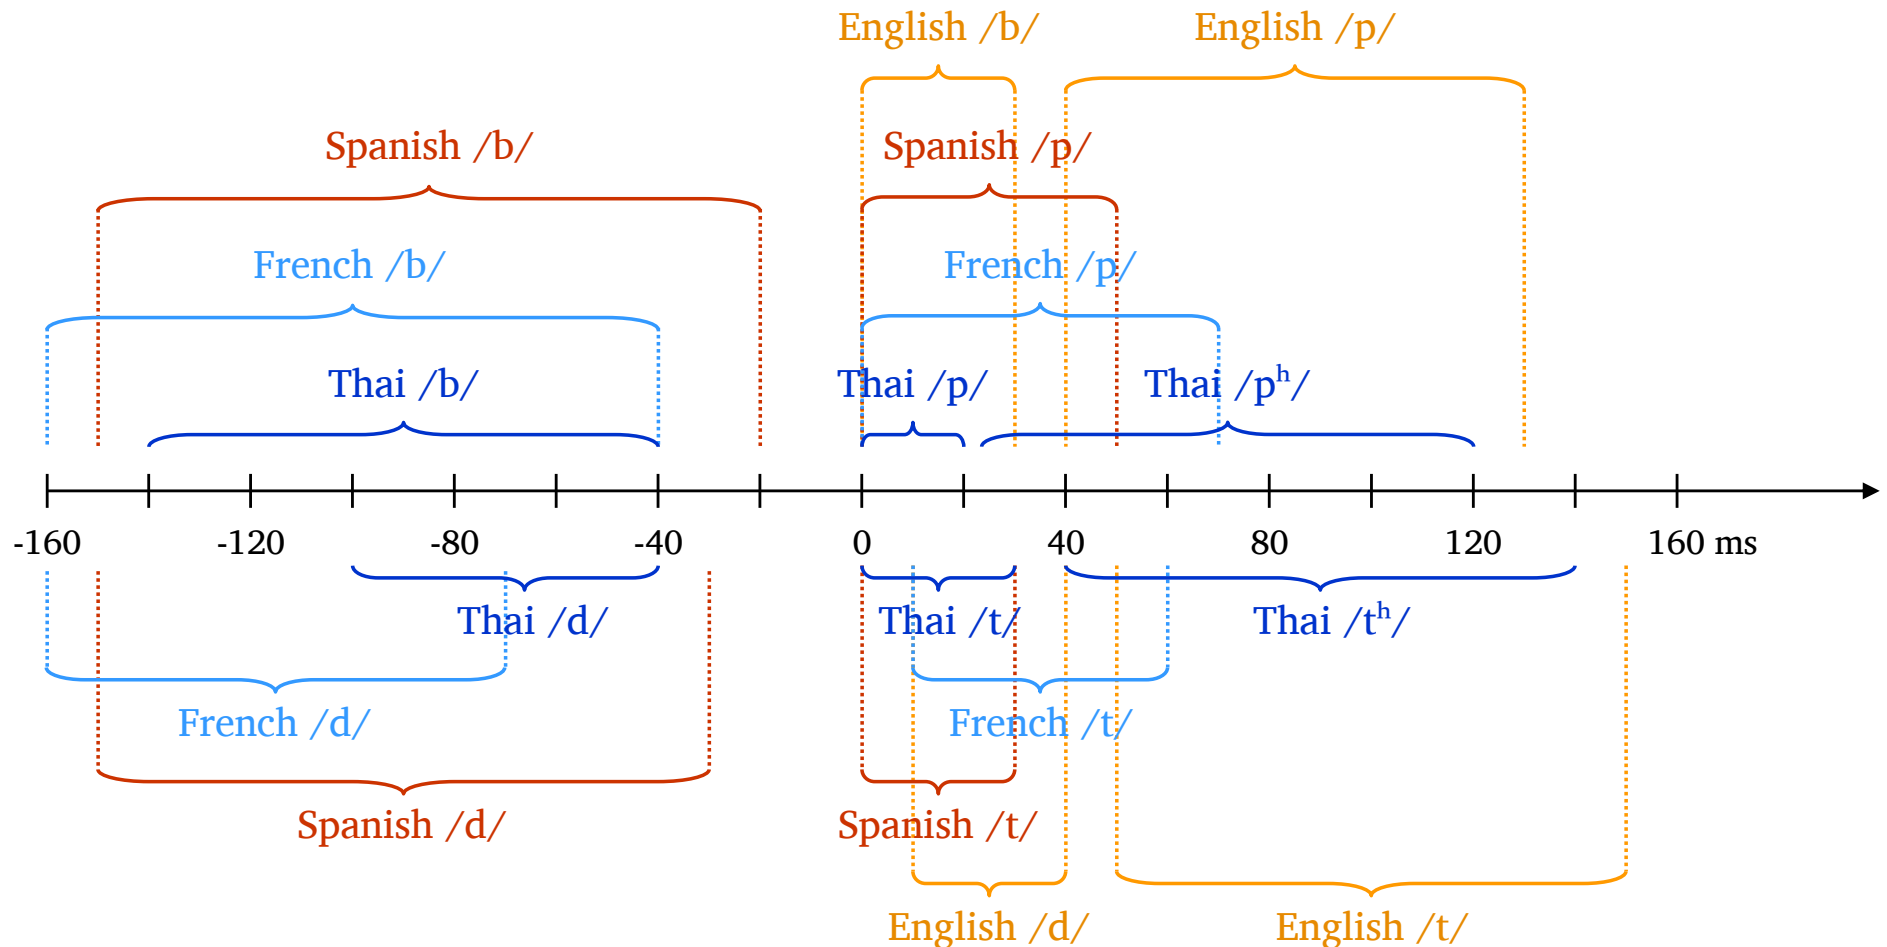 English /b/ English /p/
Spanish /b/ Spanish /p/
French /b/ French /p/
Thai /b/ Thai /p/ Thai /pʰ/
-160 -120 -80 -40 0 40 80 120 160 ms
Thai /d/ Thai /t/ Thai /tʰ/
French /d/ French /t/
Spanish /d/ Spanish /t/
English /d/ English /t/